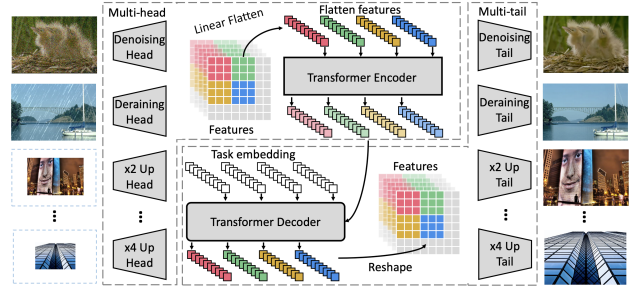 Multi-head
Denoising
Head
Deraining
Head
x2 Up
Head
x4 Up
Head
Linear Flatten
Features
Flatten features
Transformer Encoder
Task embedding
Transformer Decoder
Features
Reshape
Multi-tail
Denoising
Tail
Deraining
Tail
x2 Up
Tail
x4 Up
Tail